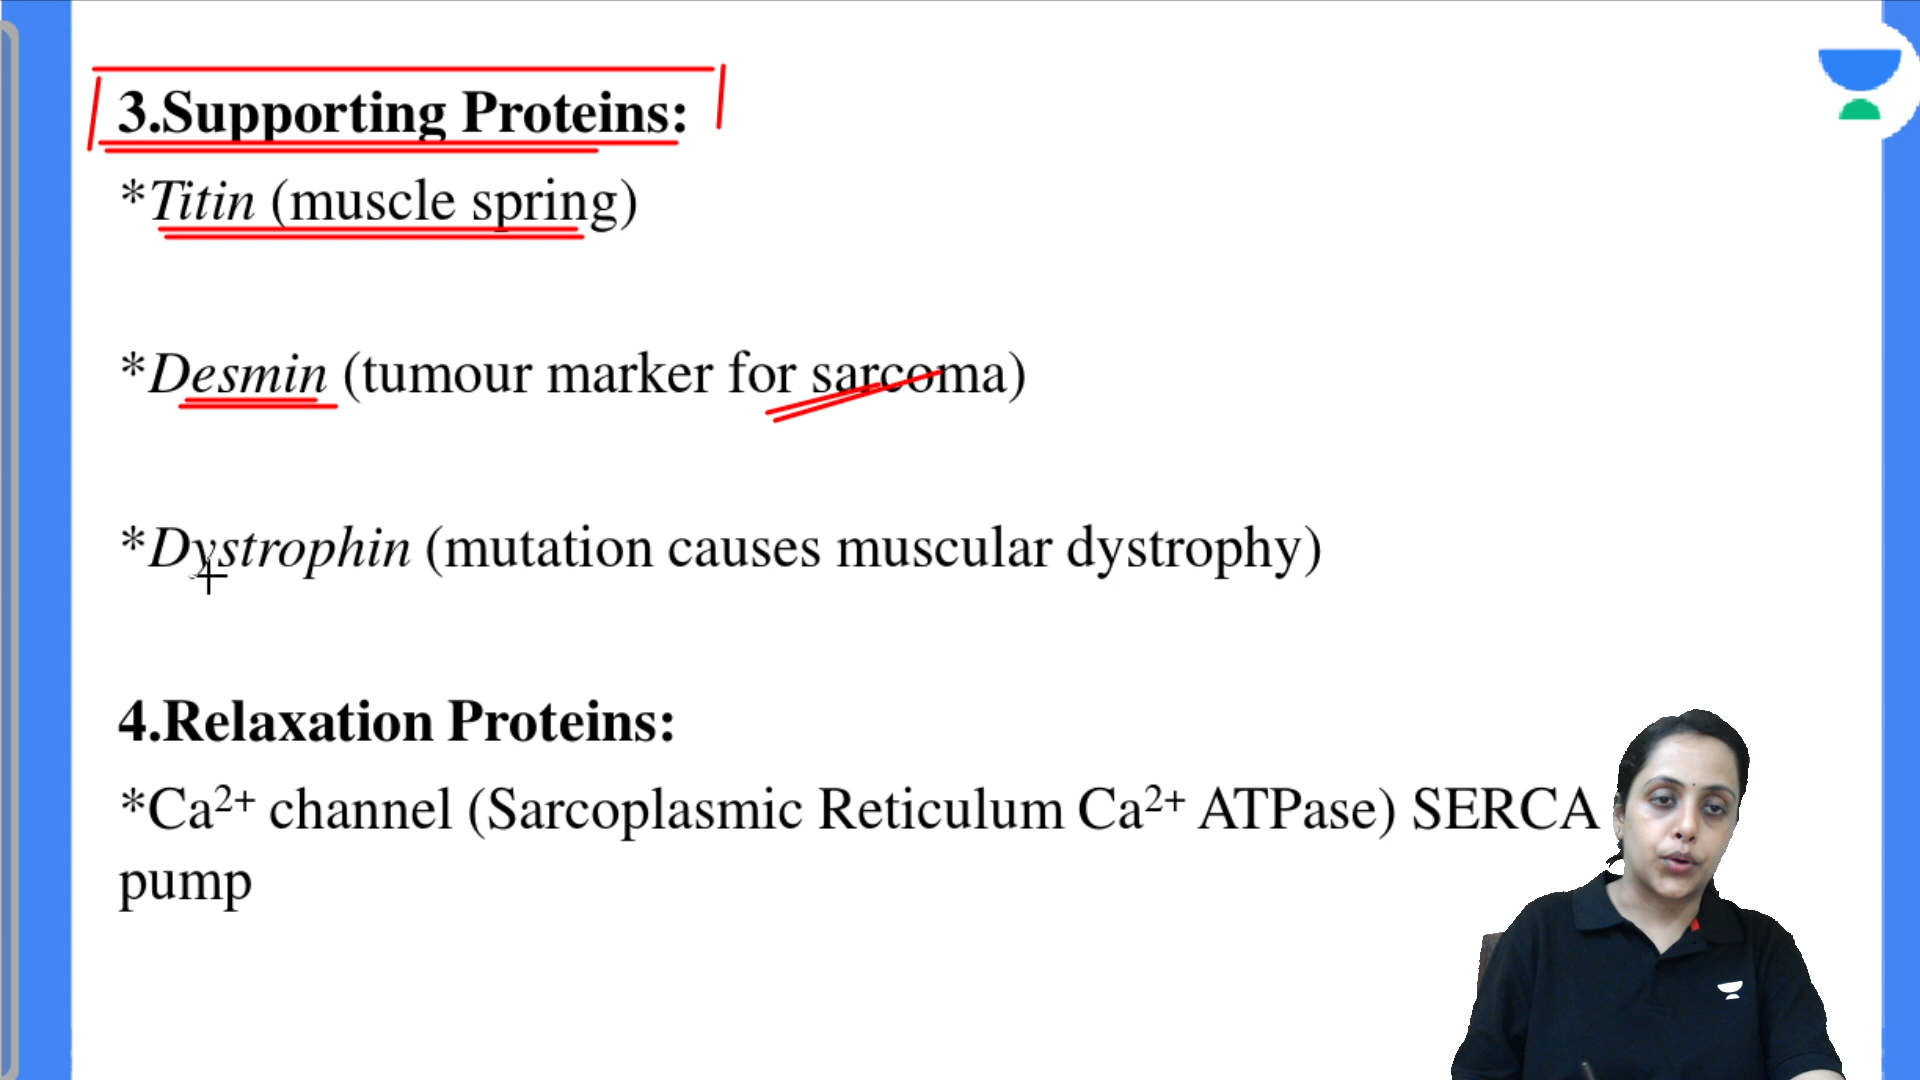 3.Supporting Proteins:
*Titin (muscle spring)
*Desmin (tumour marker for sarcoma)
*Dystrophin (mutation causes muscular dystrophy)
4.Relaxation Proteins:
*Ca²⁺ channel (Sarcoplasmic Reticulum Ca²⁺ ATPase) SERCA
pump